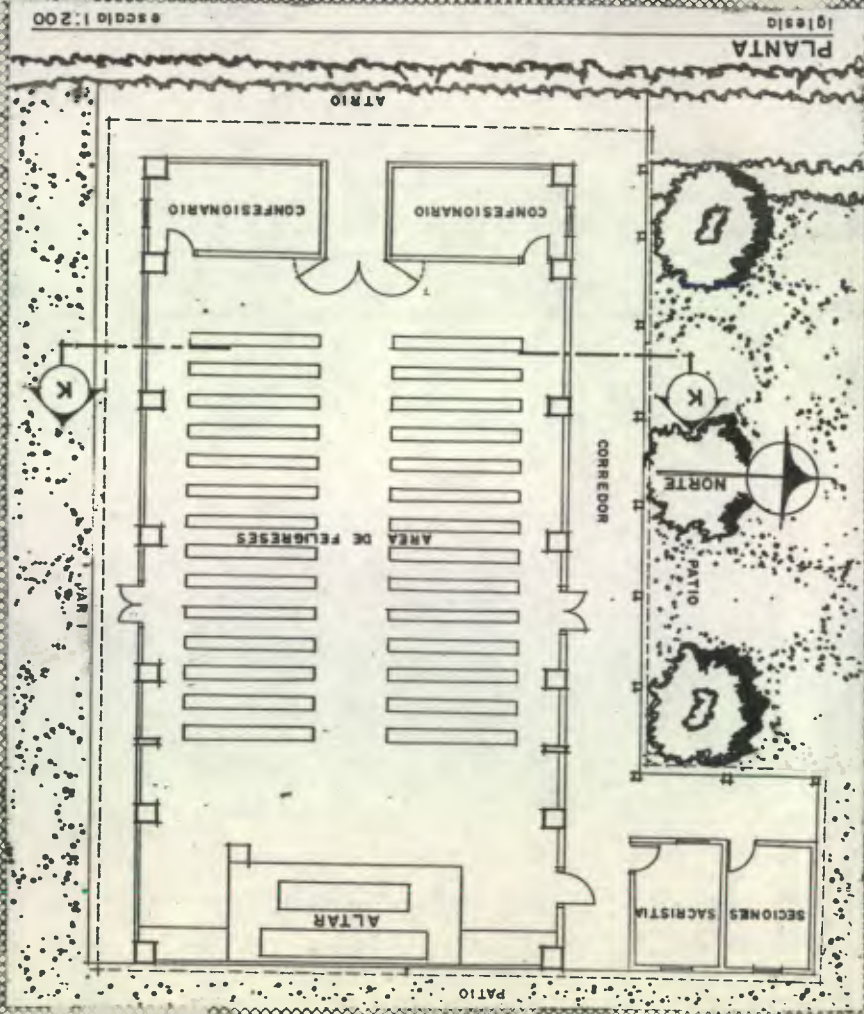 PATIO
SECIONES
SACRISTIA
ALTAR
PATIO
AREA DE FELIGRESES
NORTE
CORREDOR
K
K
CONFESIONARIO
CONFESIONARIO
ATRIO
PLANTA
iglesia
escala 1:200